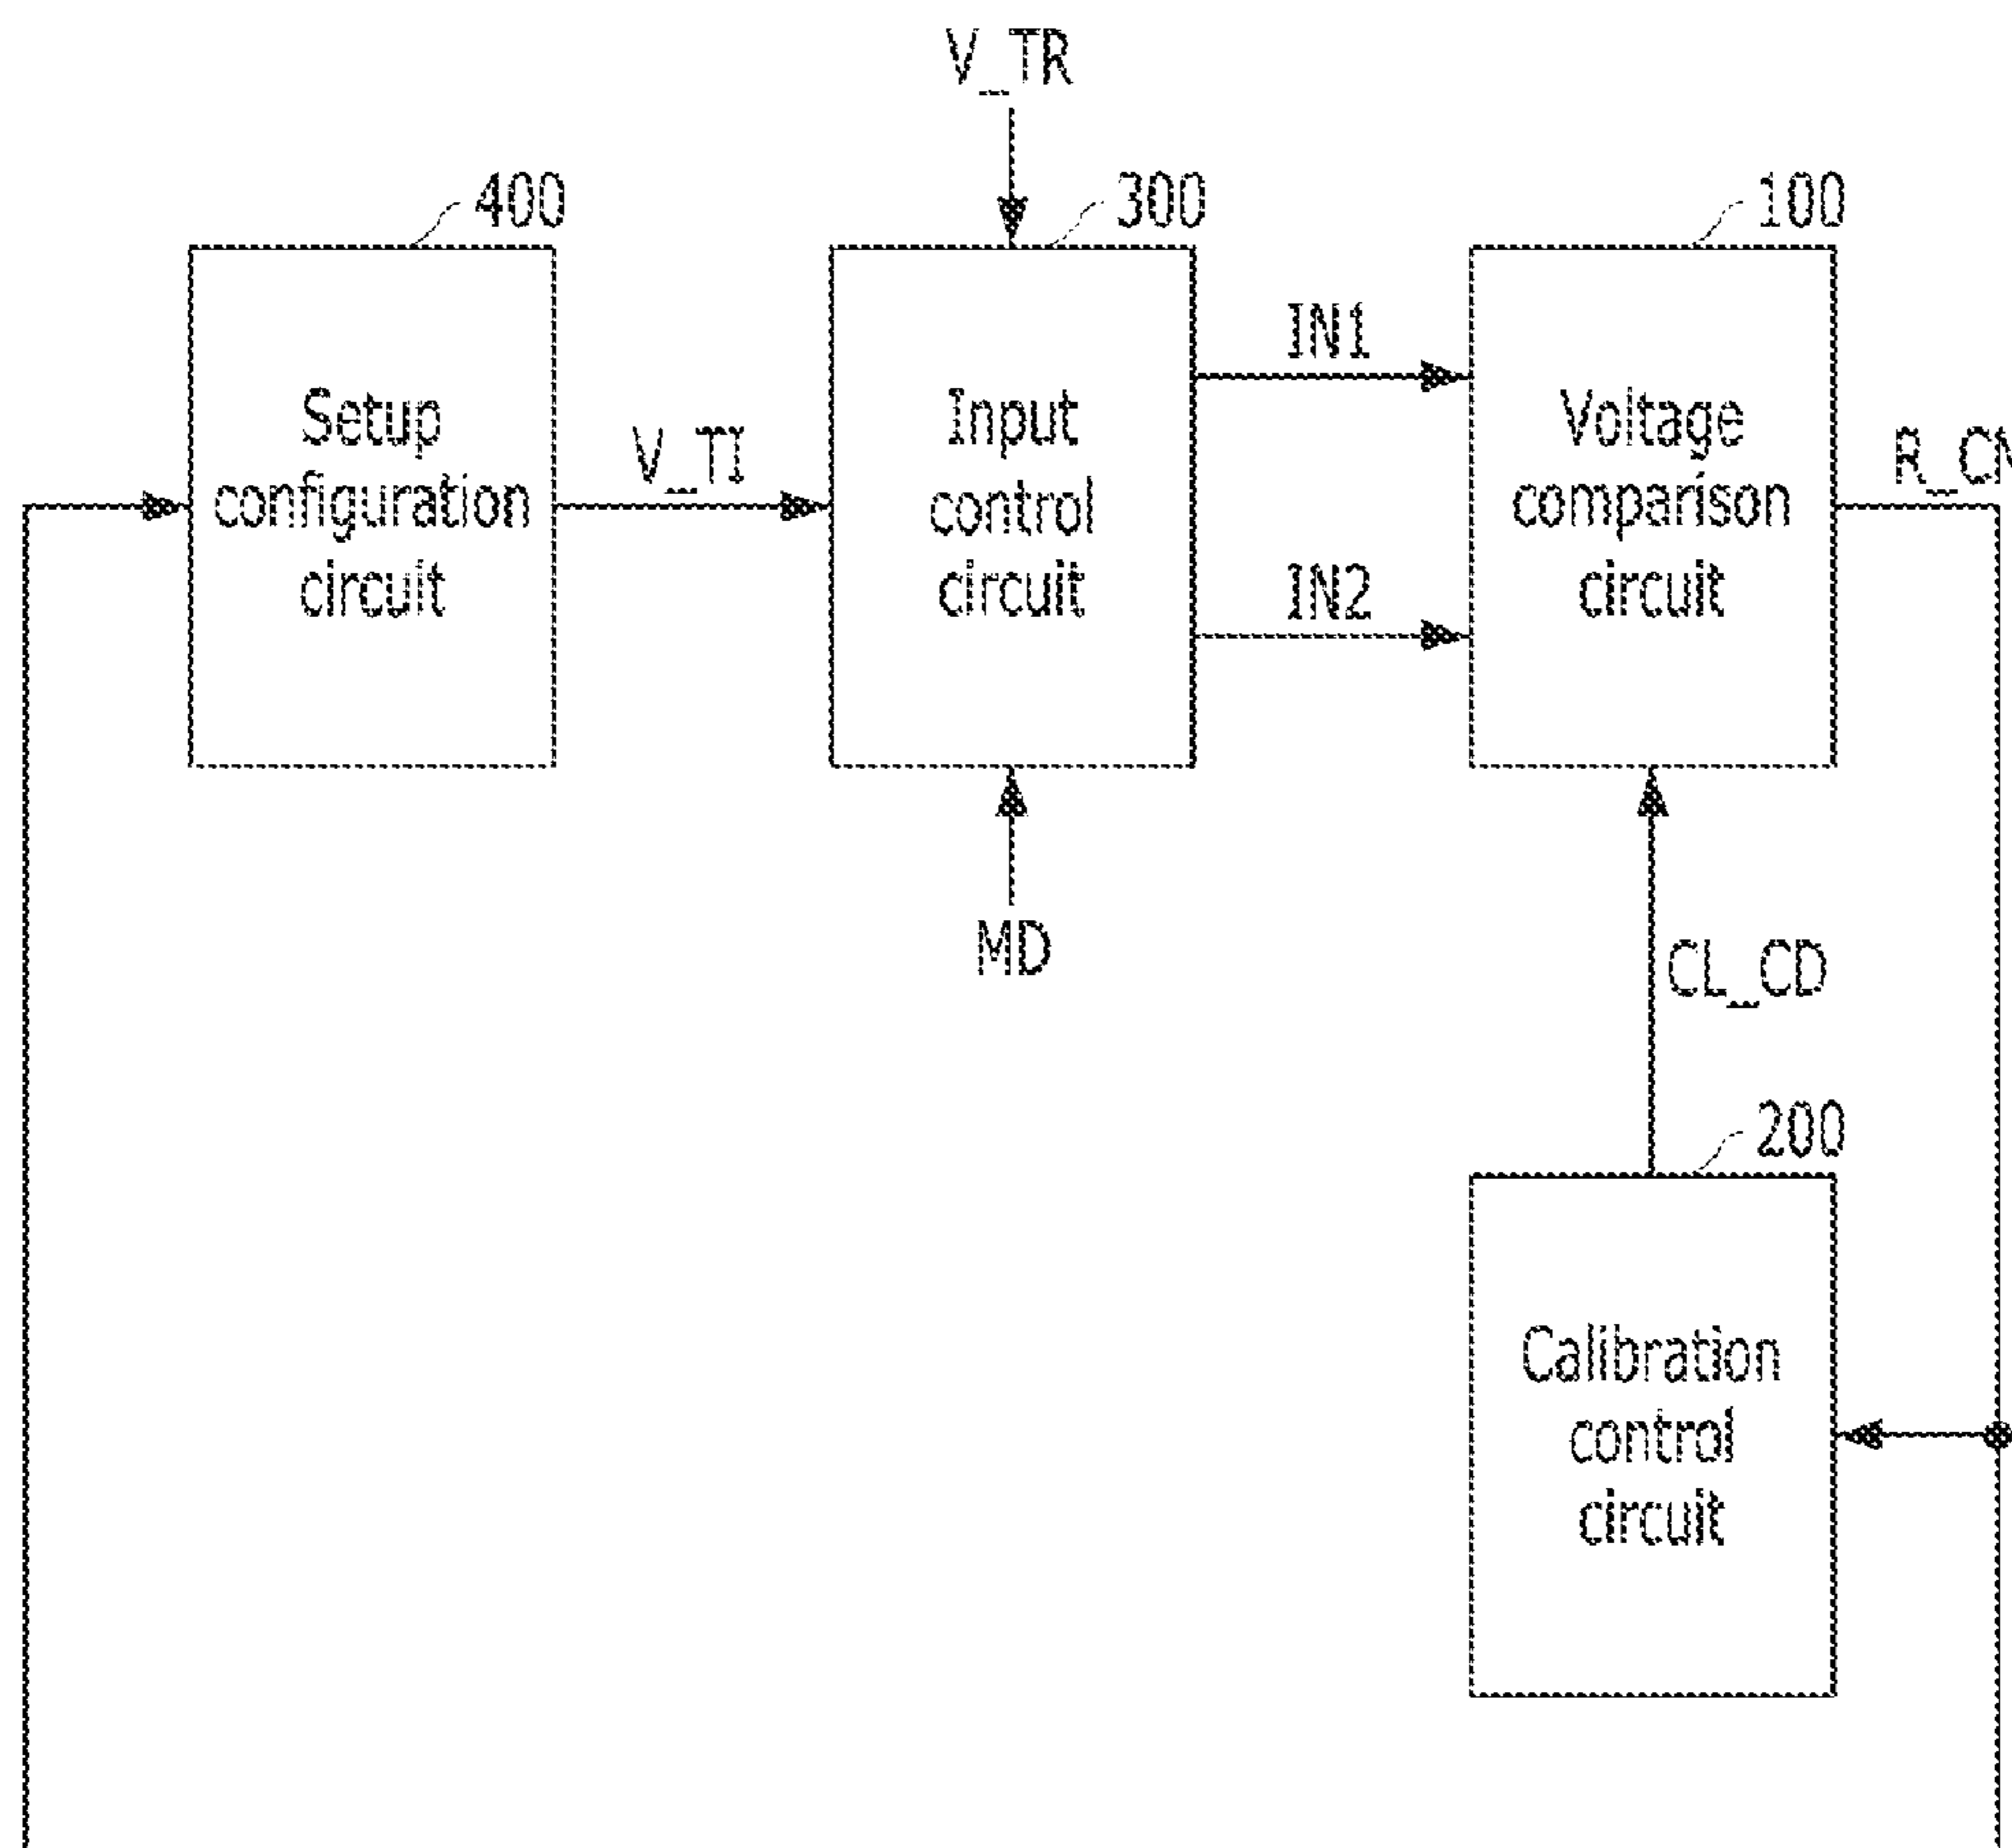 V_TR
400
300
100
Setup
configuration
circuit
V_TI
Input
control
circuit
IN1
IN2
Voltage
comparison
circuit
MD
CL_CD
200
Calibration
control
circuit